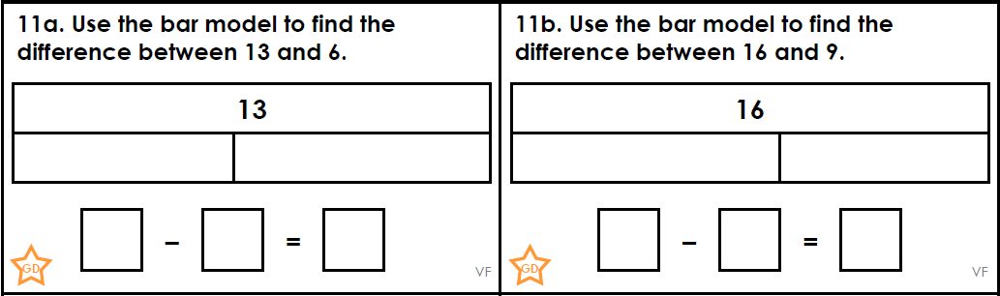 11a. Use the bar model to find the
difference between 13 and 6.
13
– =
GD
VF
11b. Use the bar model to find the
difference between 16 and 9.
16
– =
GD
VF